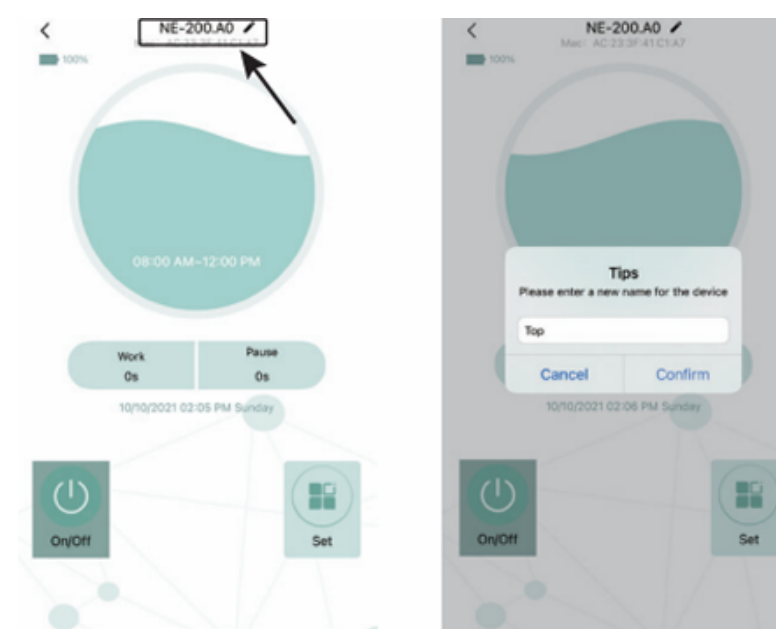 NE-200.A0
100%
08:00 AM~12:00 PM
Work
Pause
0s
0s
10/10/2021 02:05 PM Sunday
On/Off
Set
NE-200.A0
Mac: AC:23:3F:41:C1:A7
100%
Tips
Please enter a new name for the device
Top
Cancel
Confirm
10/10/2021 02:06 PM Sunday
On/Off
Set